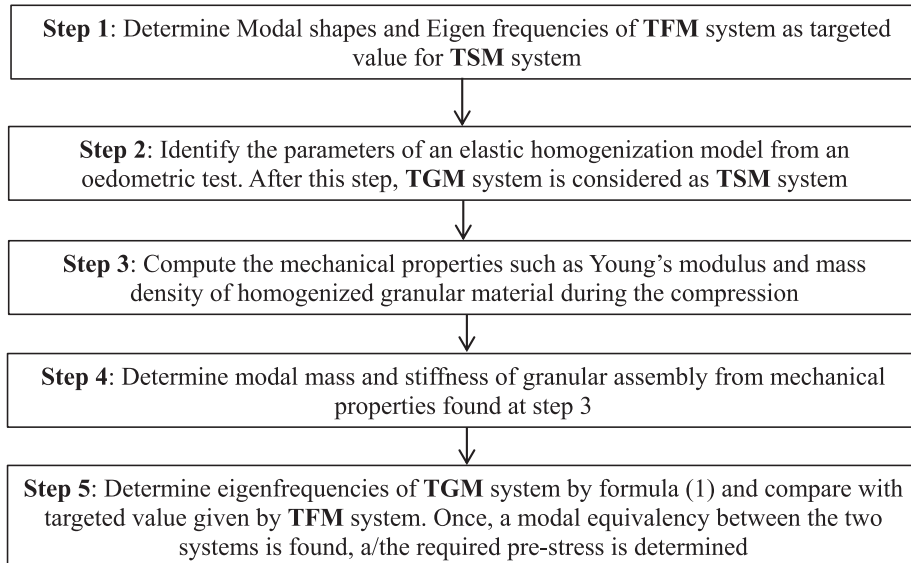 Step 1: Determine Modal shapes and Eigen frequencies of TFM system as targeted
value for TSM system
Step 2: Identify the parameters of an elastic homogenization model from an
oedometric test. After this step, TGM system is considered as TSM system
Step 3: Compute the mechanical properties such as Young's modulus and mass
density of homogenized granular material during the compression
Step 4: Determine modal mass and stiffness of granular assembly from mechanical
properties found at step 3
Step 5: Determine eigenfrequencies of TGM system by formula (1) and compare with
targeted value given by TFM system. Once, a modal equivalency between the two
systems is found, a/the required pre-stress is determined